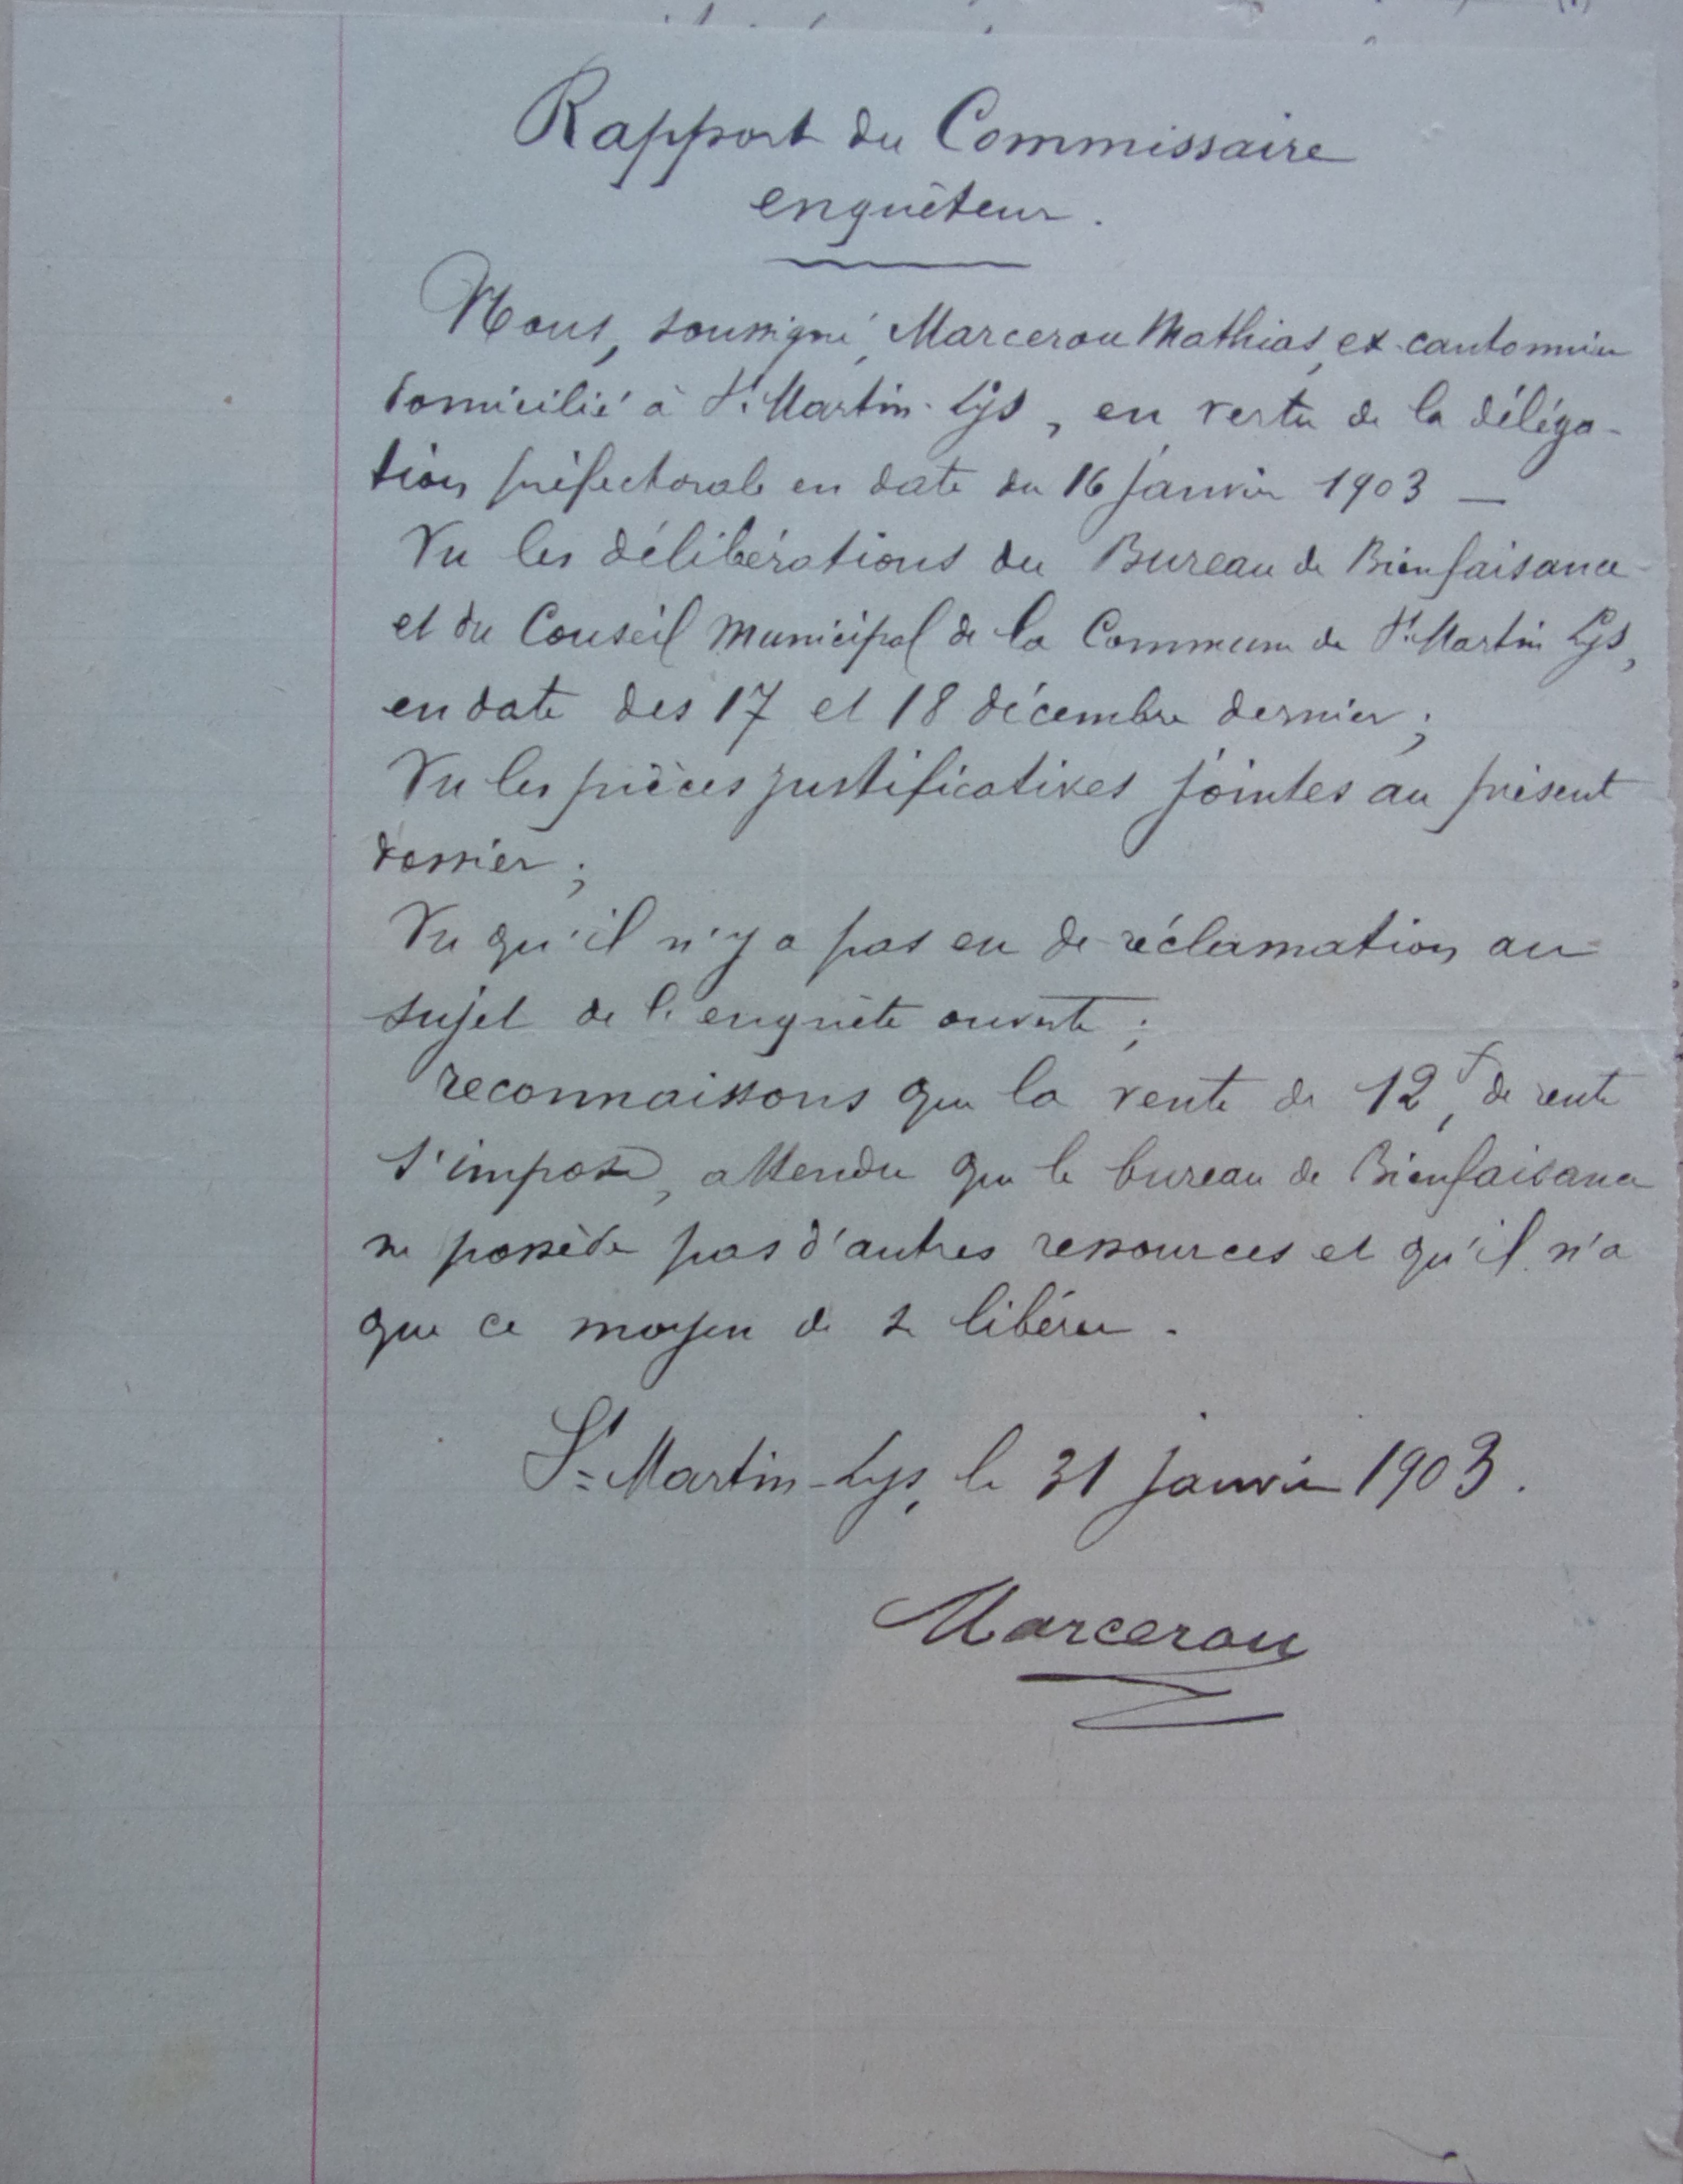 Rapport du Commissaire
enquêteur.
Nous, soussigné, Marcerou Mathias, ex-cantonnier
domicilié à St Martin-Lys, en vertu de la déléga-
tion préfectorale en date du 16 janvier 1903 —
Vu les délibérations du Bureau de Bienfaisance
et du Conseil Municipal de la Commune de St Martin Lys,
en date des 17 et 18 décembre dernier ;
Vu les pièces justificatives jointes au présent
dossier ;
Vu qu'il n'y a pas eu de réclamation au
sujet de l'enquête ouverte ;
reconnaissons que la vente de 12f, de rente
s'impose, attendu que le bureau de Bienfaisance
ne possède pas d'autres ressources et qu'il n'a
que ce moyen de se libérer.
St Martin-Lys, le 31 janvier 1903.
Marcerou